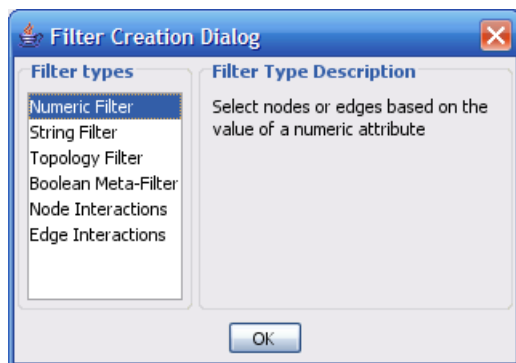 Filter Creation Dialog
Filter types
Numeric Filter
String Filter
Topology Filter
Boolean Meta-Filter
Node Interactions
Edge Interactions
Filter Type Description
Select nodes or edges based on the
value of a numeric attribute
OK